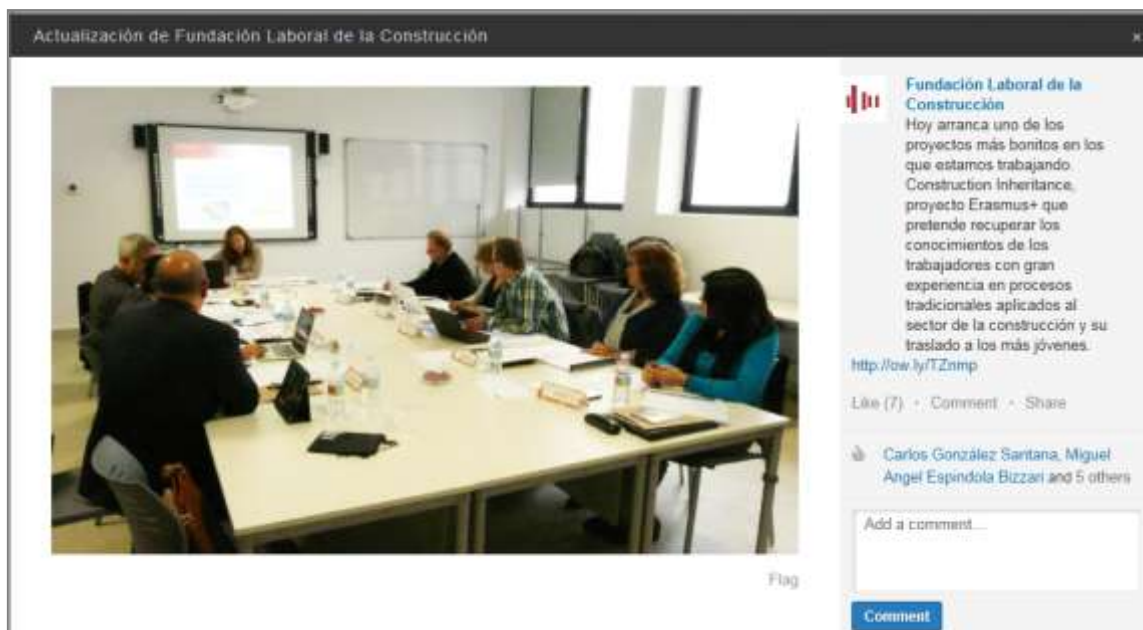 Actualización de Fundación Laboral de la Construcción
×
Fundación Laboral de la
Construcción
Hoy arranca uno de los
proyectos más bonitos en los
que estamos trabajando.
Construction Inheritance,
proyecto Erasmus+ que
pretende recuperar los
conocimientos de los
trabajadores con gran
experiencia en procesos
tradicionales aplicados al
sector de la construcción y su
traslado a los más jóvenes.
http://ow.ly/TZnmp
Like (7) · Comment · Share
Carlos González Santana, Miguel
Angel Espindola Bizzari and 5 others
Add a comment...
Flag
Comment